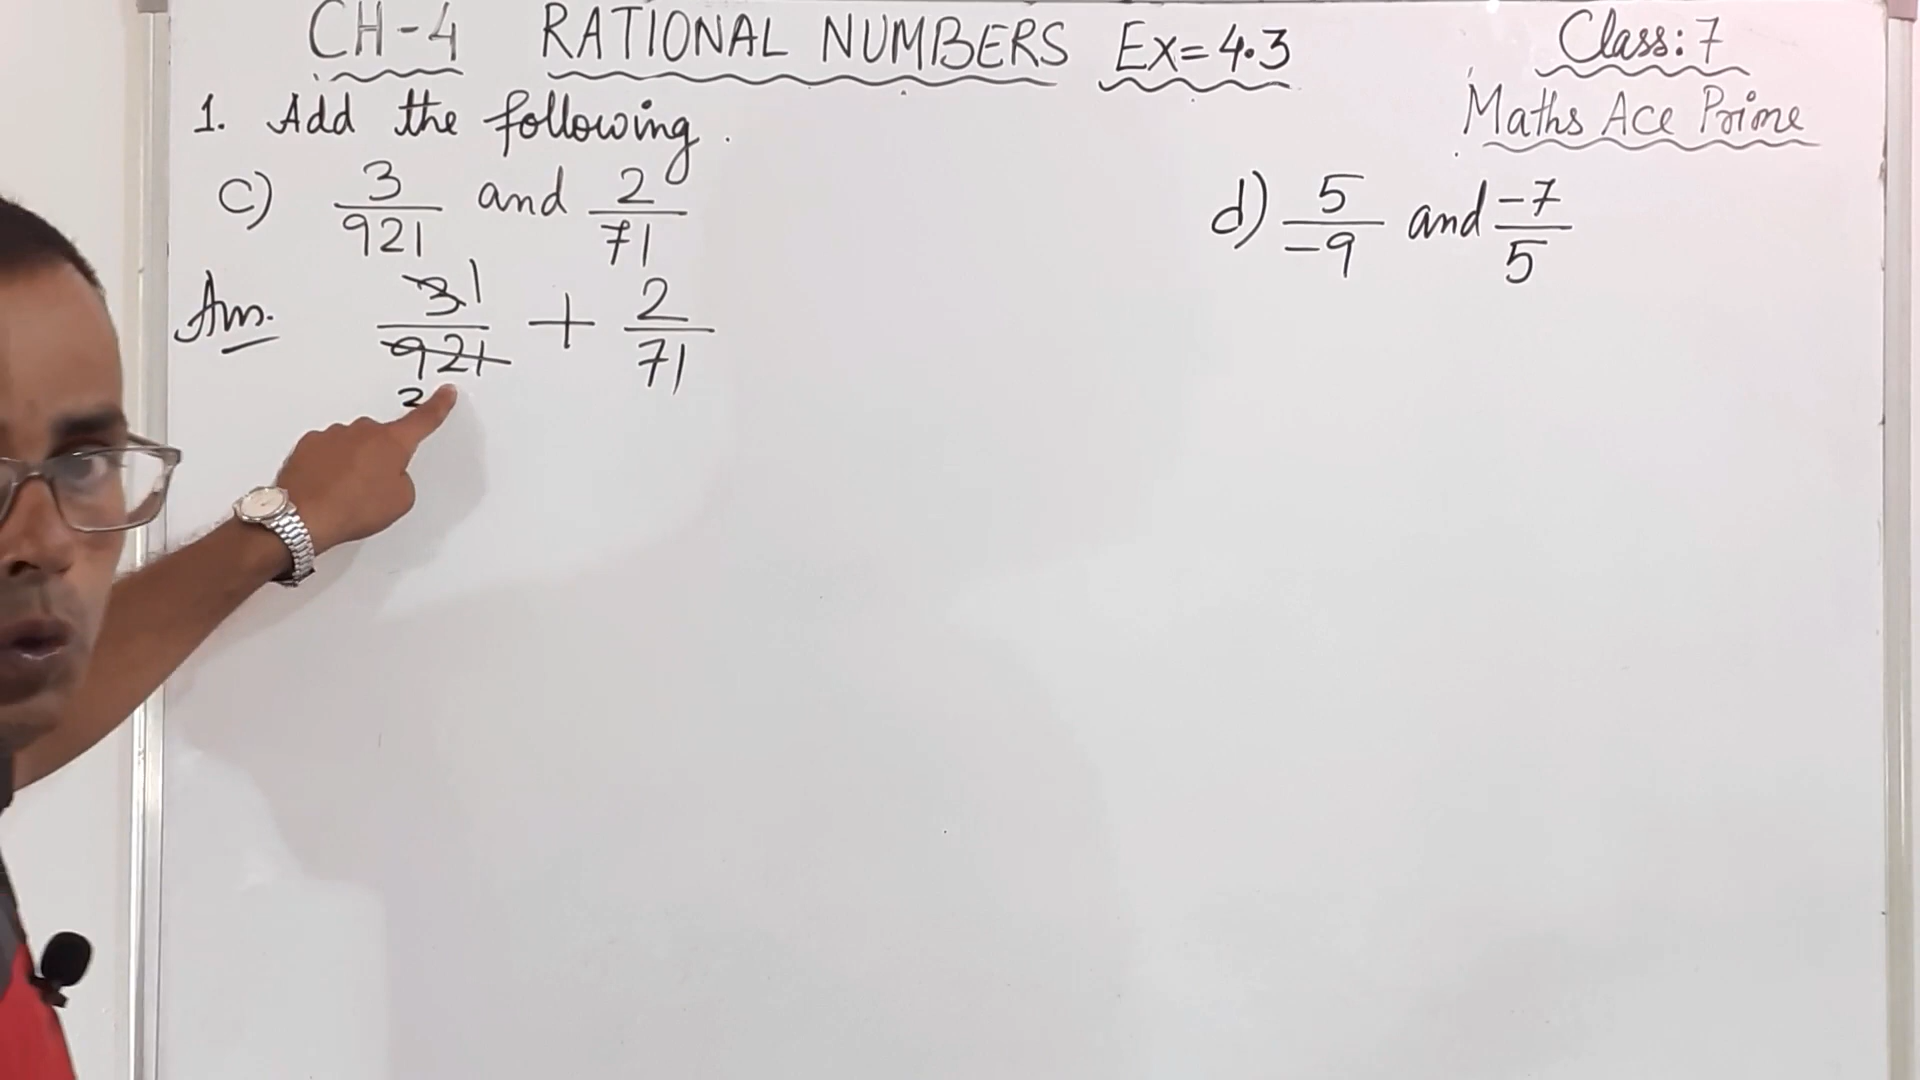 CH-4 RATIONAL NUMBERS Ex=4.3
Class:7
Maths Ace Prime
1. Add the following.
c) 3/921 and 2/71
d) 5/-9 and -7/5
Ans. 3/921 + 2/71
1
3